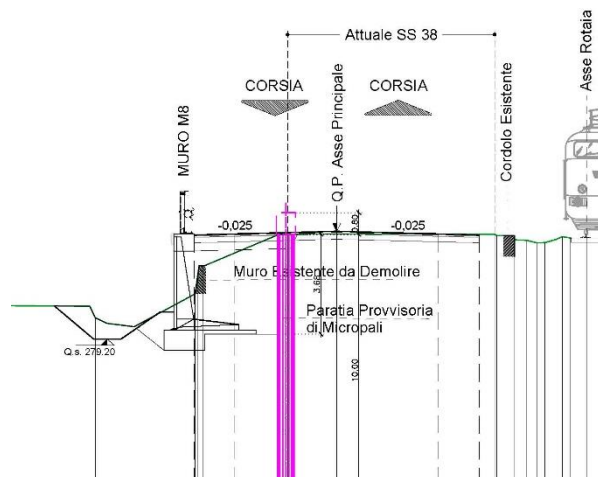 Attuale SS 38
Asse Rotaia
CORSIA
CORSIA
MURO M8
Q.P. Asse Principale
Cordolo Esistente
-0,025
0.80
-0,025
Muro Esistente da Demolire
3.68
Paratia Provvisoria
di Micropali
Q.s. 279.20
10.00